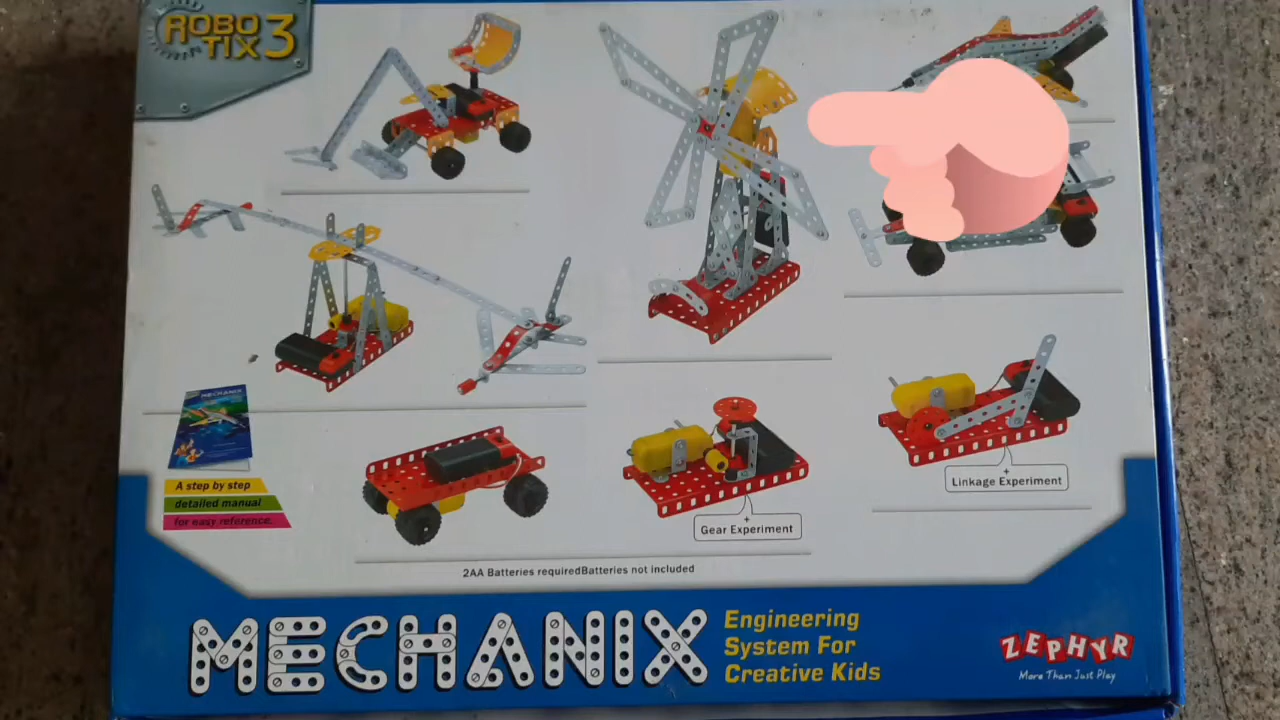 ROBO
TIX 3
MECHANIX
A step by step
detailed manual
for easy reference.
+
Linkage Experiment
+
Gear Experiment
2AA Batteries requiredBatteries not included
MECHANIX
Engineering
System For
Creative Kids
ZEPHYR
More Than Just Play